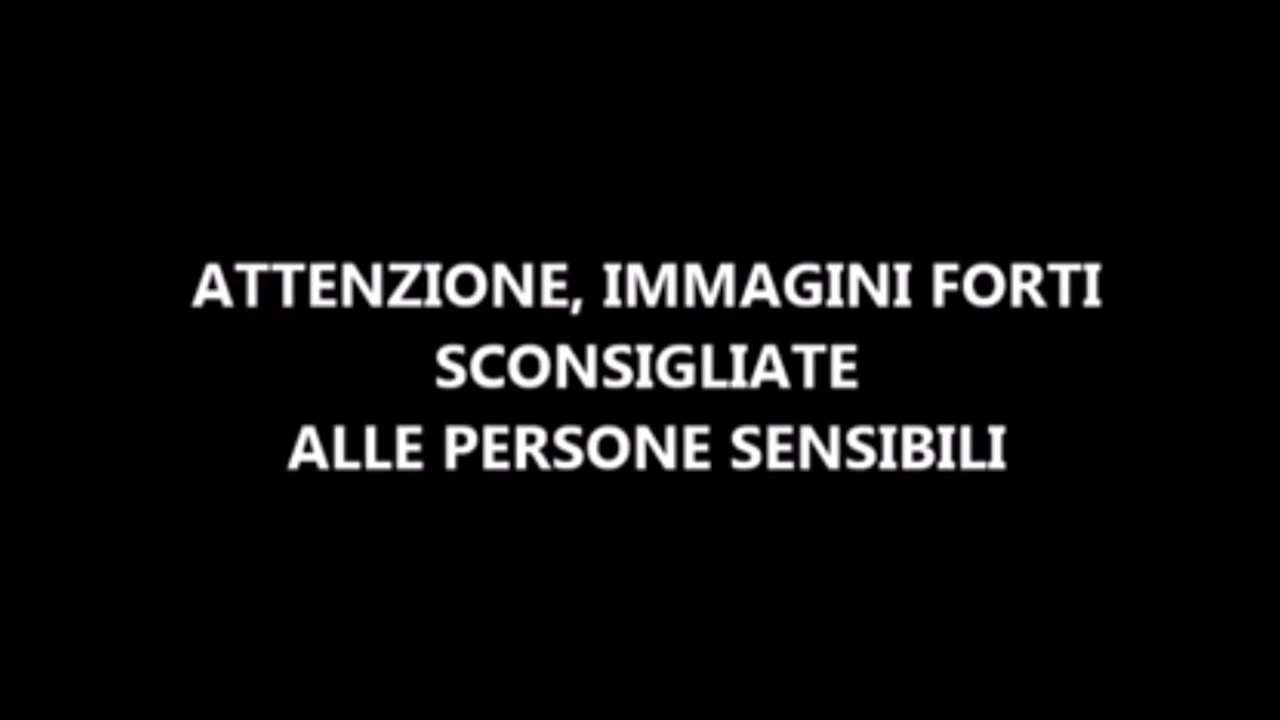 ATTENZIONE, IMMAGINI FORTI
SCONSIGLIATE
ALLE PERSONE SENSIBILI